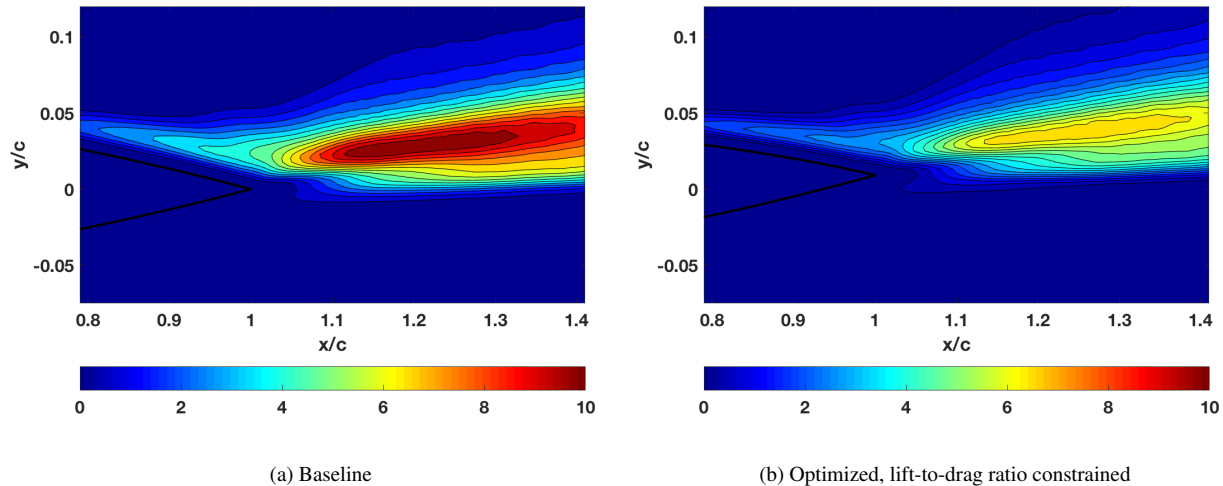 0.1
0.05
0
-0.05
y/c
0.8 0.9 1 1.1 1.2 1.3 1.4
x/c
0 2 4 6 8 10
(a) Baseline
0.1
0.05
0
-0.05
y/c
0.8 0.9 1 1.1 1.2 1.3 1.4
x/c
0 2 4 6 8 10
(b) Optimized, lift-to-drag ratio constrained